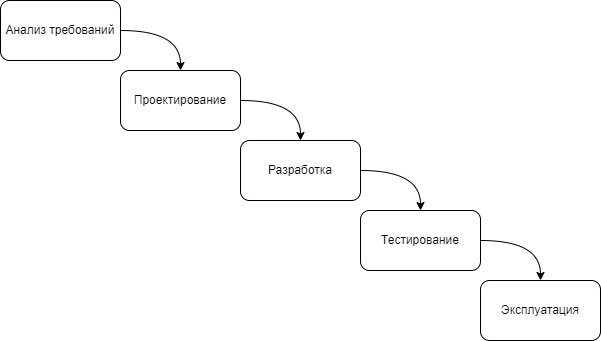 Анализ требований
Проектирование
Разработка
Тестирование
Эксплуатация